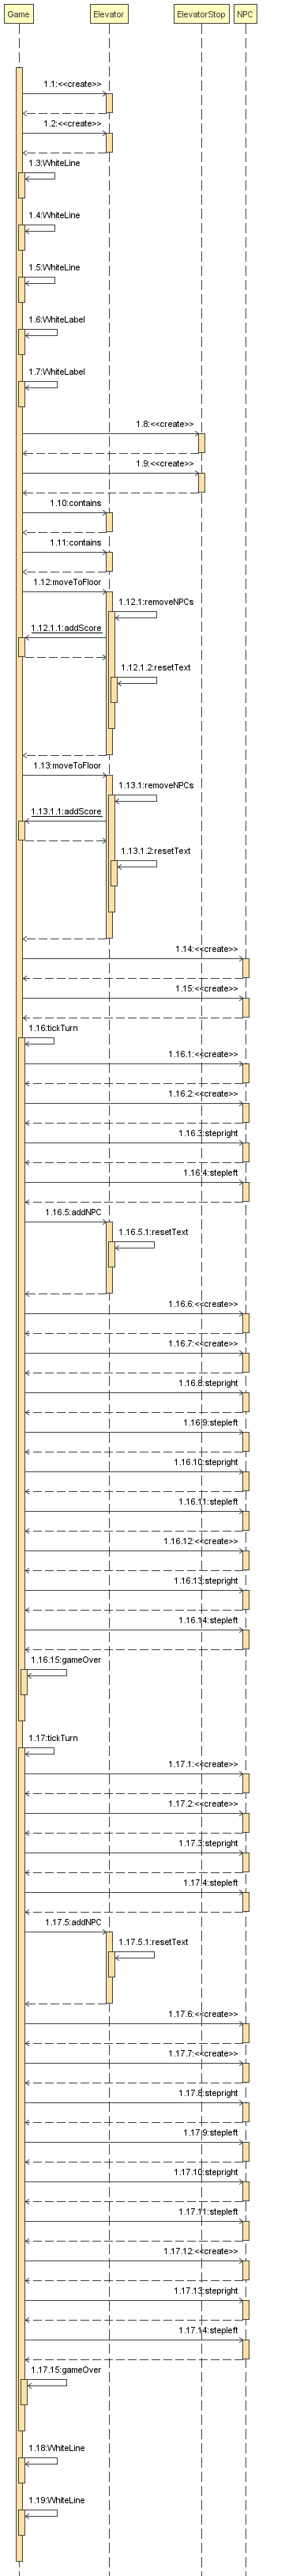 Game Elevator ElevatorStop NPC
1.1:<<create>>
1.2:<<create>>
1.3:WhiteLine
1.4:WhiteLine
1.5:WhiteLine
1.6:WhiteLabel
1.7:WhiteLabel
1.8:<<create>>
1.9:<<create>>
1.10:contains
1.11:contains
1.12:moveToFloor
1.12.1:removeNPCs
1.12.1.1:addScore
1.12.1.2:resetText
1.13:moveToFloor
1.13.1:removeNPCs
1.13.1.1:addScore
1.13.1.2:resetText
1.14:<<create>>
1.15:<<create>>
1.16:tickTurn
1.16.1:<<create>>
1.16.2:<<create>>
1.16.3:stepright
1.16.4:stepleft
1.16.5:addNPC
1.16.5.1:resetText
1.16.6:<<create>>
1.16.7:<<create>>
1.16.8:stepright
1.16.9:stepleft
1.16.10:stepright
1.16.11:stepleft
1.16.12:<<create>>
1.16.13:stepright
1.16.14:stepleft
1.16.15:gameOver
1.17:tickTurn
1.17.1:<<create>>
1.17.2:<<create>>
1.17.3:stepright
1.17.4:stepleft
1.17.5:addNPC
1.17.5.1:resetText
1.17.6:<<create>>
1.17.7:<<create>>
1.17.8:stepright
1.17.9:stepleft
1.17.10:stepright
1.17.11:stepleft
1.17.12:<<create>>
1.17.13:stepright
1.17.14:stepleft
1.17.15:gameOver
1.18:WhiteLine
1.19:WhiteLine